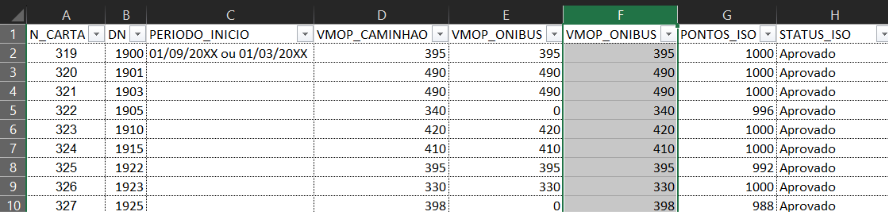 A B C D E F G H
1 N_CARTA DN PERIODO_INICIO VMOP_CAMINHAO VMOP_ONIBUS VMOP_ONIBUS PONTOS_ISO STATUS_ISO
2 319 1900 01/09/20XX ou 01/03/20XX 395 395 395 1000 Aprovado
3 320 1901 490 490 490 1000 Aprovado
4 321 1903 490 490 490 1000 Aprovado
5 322 1905 340 0 340 996 Aprovado
6 323 1910 420 420 420 1000 Aprovado
7 324 1915 410 410 410 1000 Aprovado
8 325 1922 395 395 395 992 Aprovado
9 326 1923 330 330 330 1000 Aprovado
10 327 1925 398 0 398 988 Aprovado